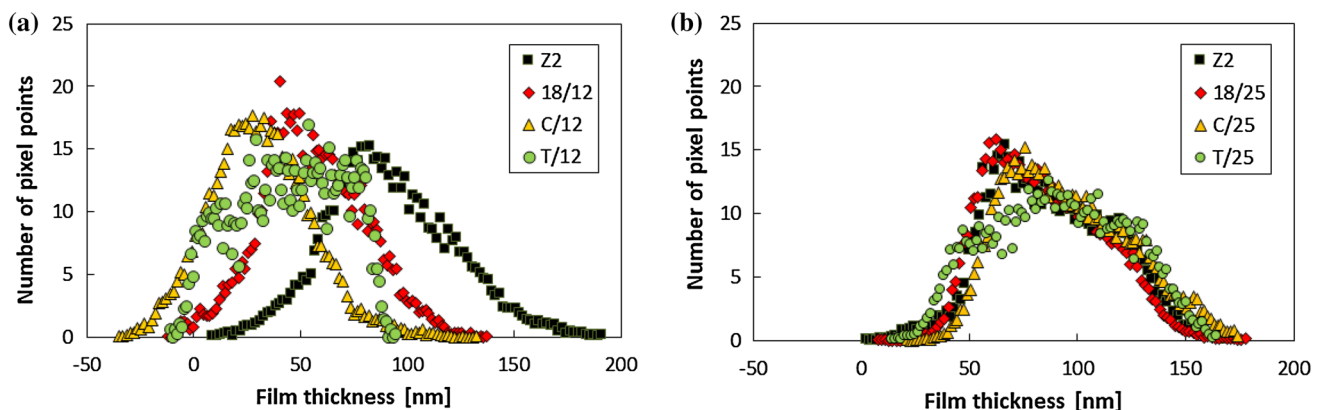 (a)
Number of pixel points
25
20
15
10
5
0
-50 0 50 100 150 200
Film thickness [nm]
Z2
18/12
C/12
T/12
(b)
Number of pixel points
25
20
15
10
5
0
-50 0 50 100 150 200
Film thickness [nm]
Z2
18/25
C/25
T/25